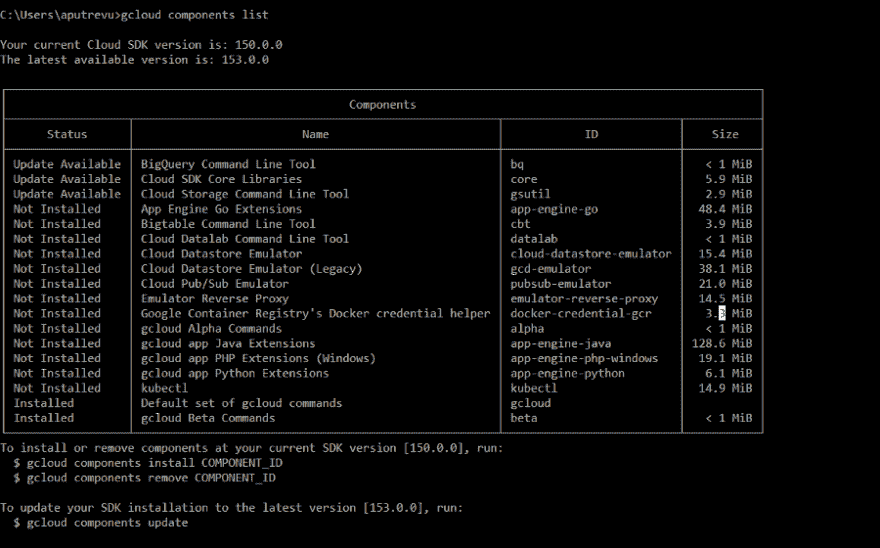 C:\Users\aputrevu>gcloud components list
Your current Cloud SDK version is: 150.0.0
The latest available version is: 153.0.0
Components
Status Name ID Size
Update Available BigQuery Command Line Tool bq < 1 MiB
Update Available Cloud SDK Core Libraries core 5.9 MiB
Update Available Cloud Storage Command Line Tool gsutil 2.9 MiB
Not Installed App Engine Go Extensions app-engine-go 48.4 MiB
Not Installed Bigtable Command Line Tool cbt 3.9 MiB
Not Installed Cloud Datalab Command Line Tool datalab < 1 MiB
Not Installed Cloud Datastore Emulator cloud-datastore-emulator 15.4 MiB
Not Installed Cloud Datastore Emulator (Legacy) gcd-emulator 38.1 MiB
Not Installed Cloud Pub/Sub Emulator pubsub-emulator 21.0 MiB
Not Installed Emulator Reverse Proxy emulator-reverse-proxy 14.5 MiB
Not Installed Google Container Registry's Docker credential helper docker-credential-gcr 3.3 MiB
Not Installed gcloud Alpha Commands alpha < 1 MiB
Not Installed gcloud app Java Extensions app-engine-java 128.6 MiB
Not Installed gcloud app PHP Extensions (Windows) app-engine-php-windows 19.1 MiB
Not Installed gcloud app Python Extensions app-engine-python 6.1 MiB
Not Installed kubectl kubectl 14.9 MiB
Installed Default set of gcloud commands gcloud
Installed gcloud Beta Commands beta < 1 MiB
To install or remove components at your current SDK version [150.0.0], run:
$ gcloud components install COMPONENT_ID
$ gcloud components remove COMPONENT_ID
To update your SDK installation to the latest version [153.0.0], run:
$ gcloud components update